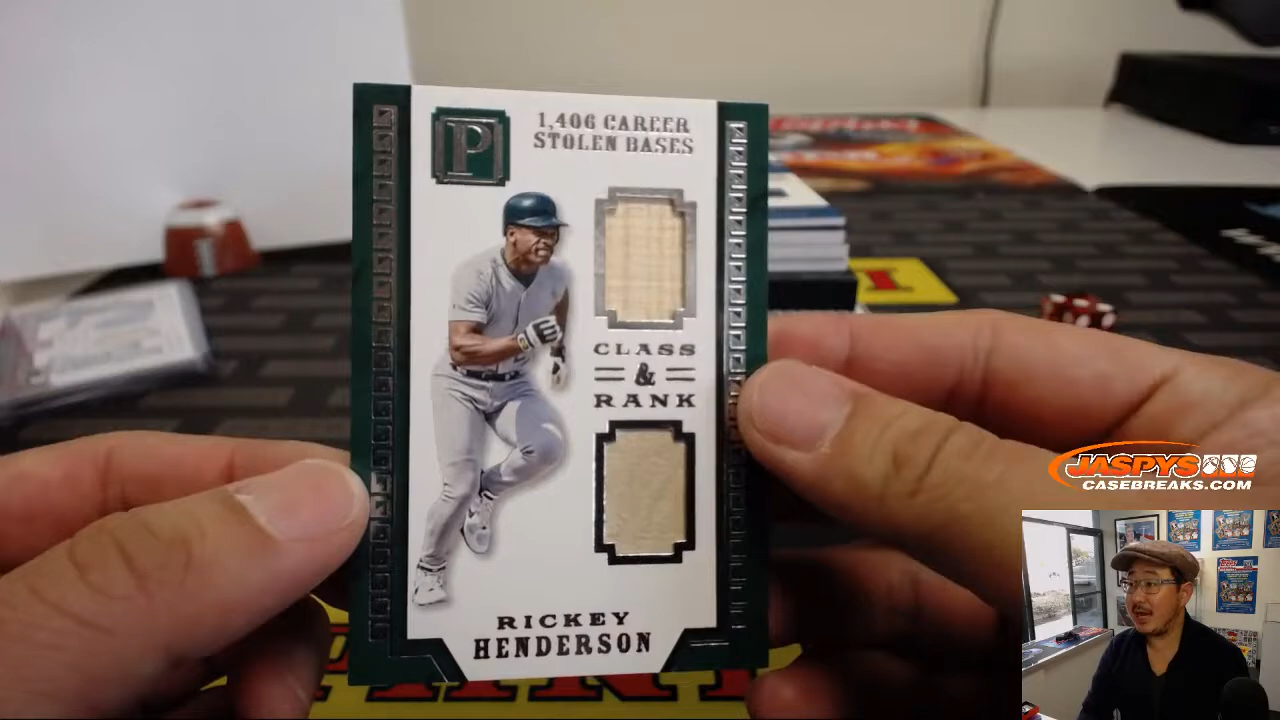 P
1,406 CAREER
STOLEN BASES
CLASS
&
RANK
RICKEY
HENDERSON
JASPYS
CASEBREAKS.COM